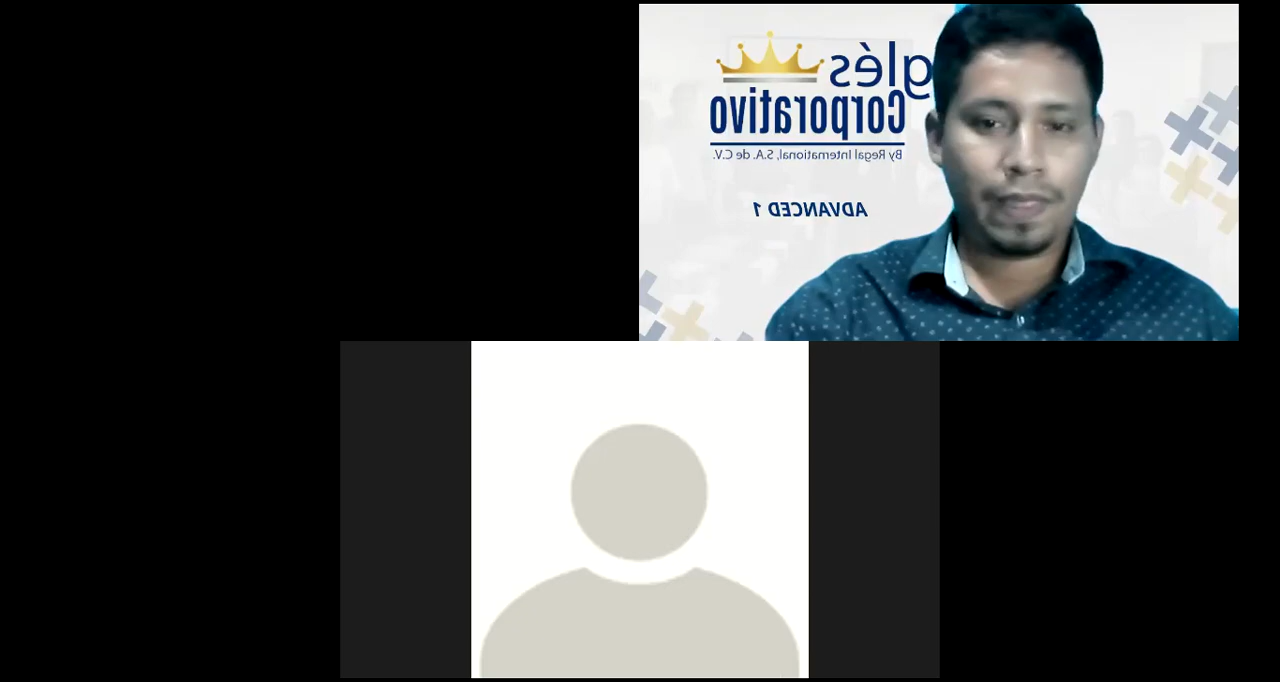 glés
Corporativo
By Regal International, S.A. de C.V.
ADVANCED 1